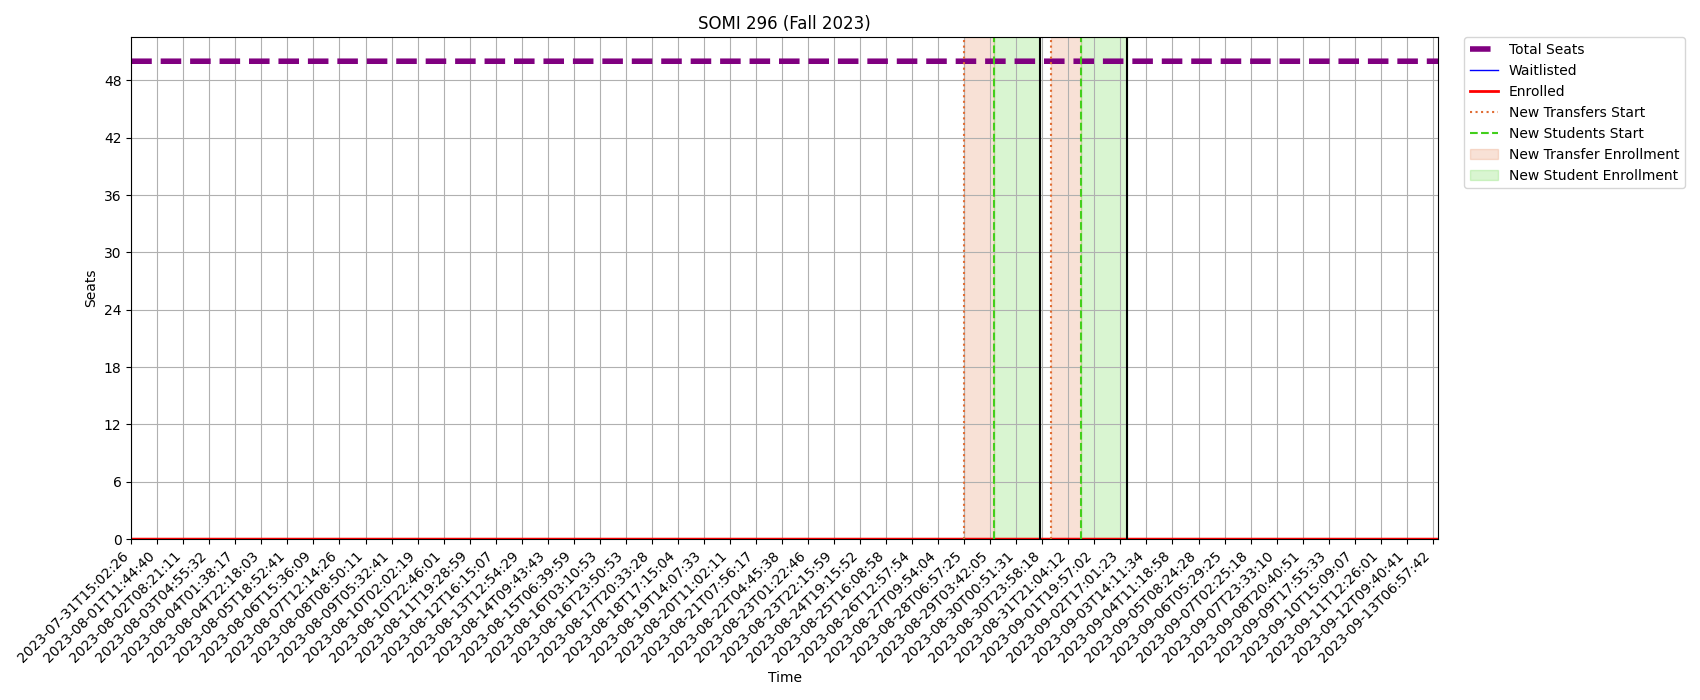 SOMI 296 (Fall 2023)
Total Seats
Waitlisted
Enrolled
New Transfers Start
New Students Start
New Transfer Enrollment
New Student Enrollment
48
42
36
30
24
18
12
6
0
Seats
2023-07-31T15:02:26
2023-08-01T11:44:40
2023-08-02T08:21:11
2023-08-03T04:55:32
2023-08-04T01:38:17
2023-08-04T22:18:03
2023-08-05T18:52:41
2023-08-06T15:36:09
2023-08-07T12:14:26
2023-08-08T08:50:11
2023-08-09T05:32:41
2023-08-10T02:02:19
2023-08-10T22:46:01
2023-08-11T19:28:59
2023-08-12T16:15:07
2023-08-13T12:54:29
2023-08-14T09:43:43
2023-08-15T06:39:59
2023-08-16T03:10:53
2023-08-16T23:50:53
2023-08-17T20:33:28
2023-08-18T17:15:04
2023-08-19T14:07:33
2023-08-20T11:02:11
2023-08-21T07:56:17
2023-08-22T04:45:38
2023-08-23T01:22:46
2023-08-23T22:15:59
2023-08-24T19:15:52
2023-08-25T16:08:58
2023-08-26T12:57:54
2023-08-27T09:54:04
2023-08-28T06:57:25
2023-08-29T03:42:05
2023-08-30T00:51:31
2023-08-30T23:58:18
2023-08-31T21:04:12
2023-09-01T19:57:02
2023-09-02T17:01:23
2023-09-03T14:11:34
2023-09-04T11:18:58
2023-09-05T08:24:28
2023-09-06T05:29:25
2023-09-07T02:25:18
2023-09-07T23:33:10
2023-09-08T20:40:51
2023-09-09T17:55:33
2023-09-10T15:09:07
2023-09-11T12:26:01
2023-09-12T09:40:41
2023-09-13T06:57:42
Time